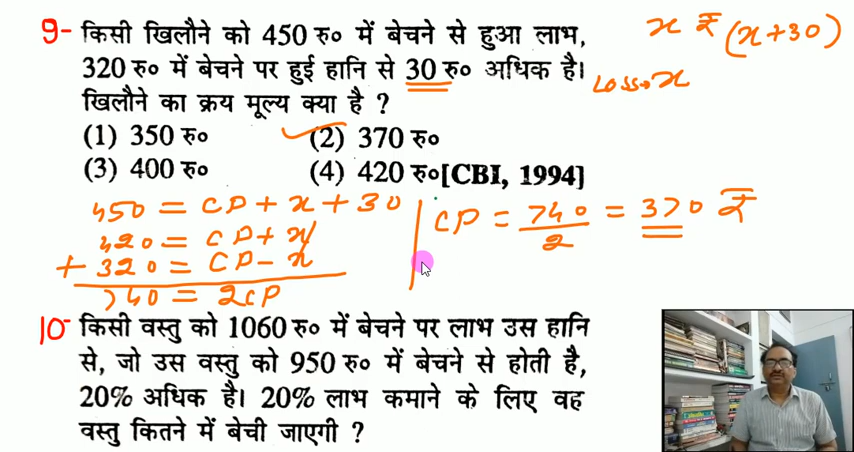 9- किसी खिलौने को 450 रु० में बेचने से हुआ लाभ,
320 रु० में बेचने पर हुई हानि से 30 रु० अधिक है।
खिलौने का क्रय मूल्य क्या है ?
(1) 350 रु० (2) 370 रु०
(3) 400 रु० (4) 420 रु० [CBI, 1994]
x ₹ (x+30)
Loss→x
450 = CP + x + 30
420 = CP + x
+ 320 = CP - x
740 = 2CP
CP = 740/2 = 370 ₹
10- किसी वस्तु को 1060 रु० में बेचने पर लाभ उस हानि
से, जो उस वस्तु को 950 रु० में बेचने से होती है,
20% अधिक है। 20% लाभ कमाने के लिए वह
वस्तु कितने में बेची जाएगी ?